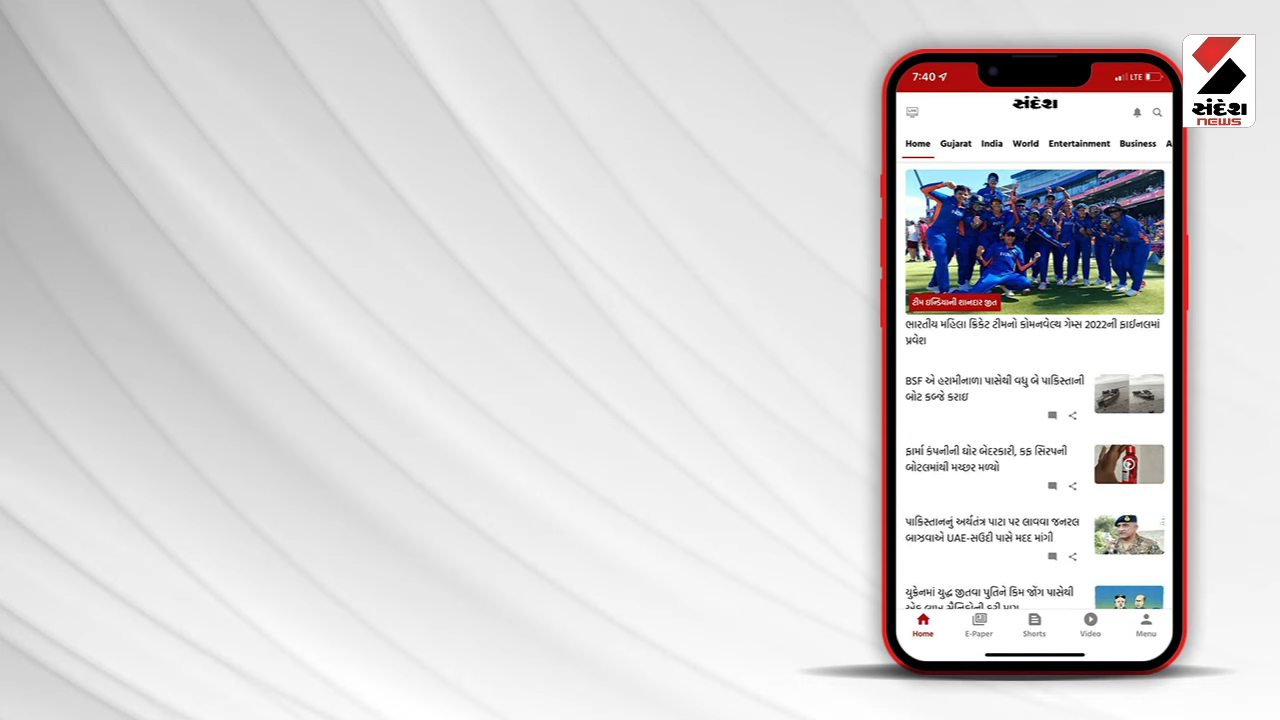 7:40
LTE
સંદેશ
Home Gujarat India World Entertainment Business A
ટીમ ઇન્ડિયાની શાનદાર જીત
ભારતીય મહિલા ક્રિકેટ ટીમનો કોમનવેલ્થ ગેમ્સ 2022ની ફાઈનલમાં
પ્રવેશ
BSF એ હરામીનાળા પાસેથી વધુ બે પાકિસ્તાની
બોટ કબ્જે કરાઇ
ફાર્મા કંપનીની ઘોર બેદરકારી, કફ સિરપની
બોટલમાંથી મચ્છર મળ્યો
પાકિસ્તાનનું અર્થતંત્ર પાટા પર લાવવા જનરલ
બાઝવાએ UAE-સઉદી પાસે મદદ માંગી
યુક્રેનમાં યુદ્ધ જીતવા પુતિને કિમ જોંગ પાસેથી
Home E-Paper Shorts Video Menu
સંદેશ
NEWS